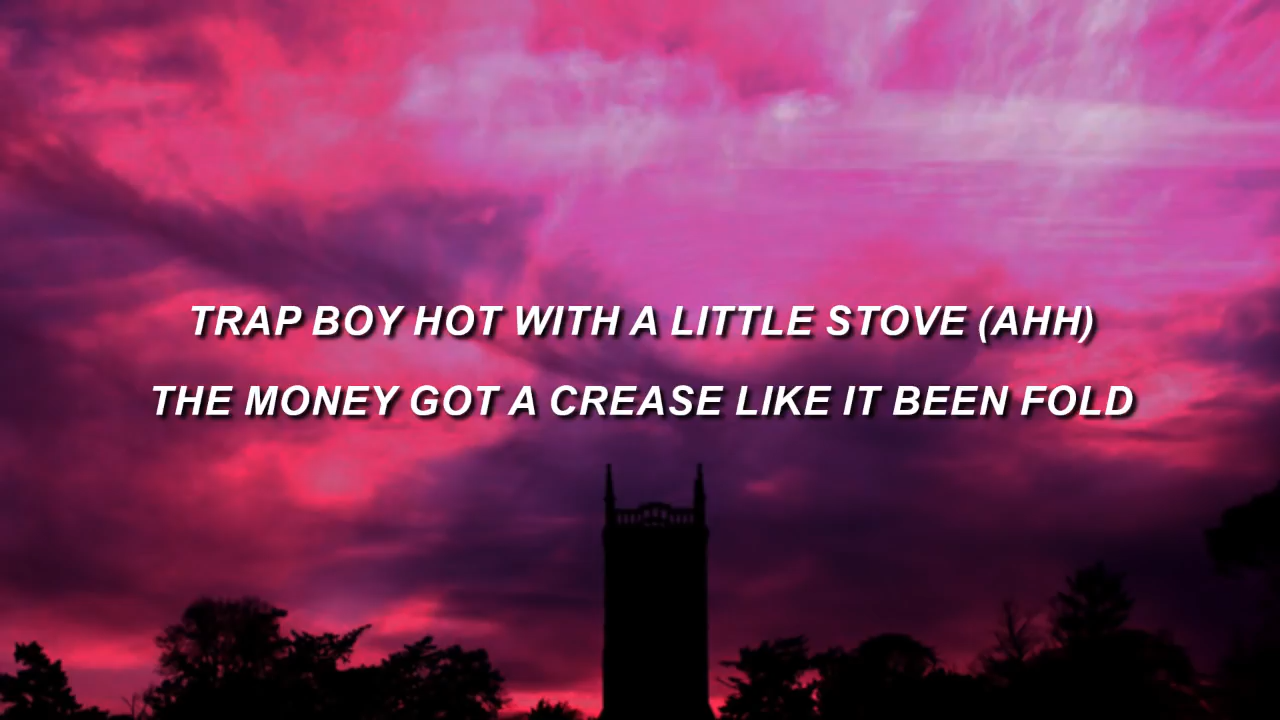 TRAP BOY HOT WITH A LITTLE STOVE (AHH)
THE MONEY GOT A CREASE LIKE IT BEEN FOLD